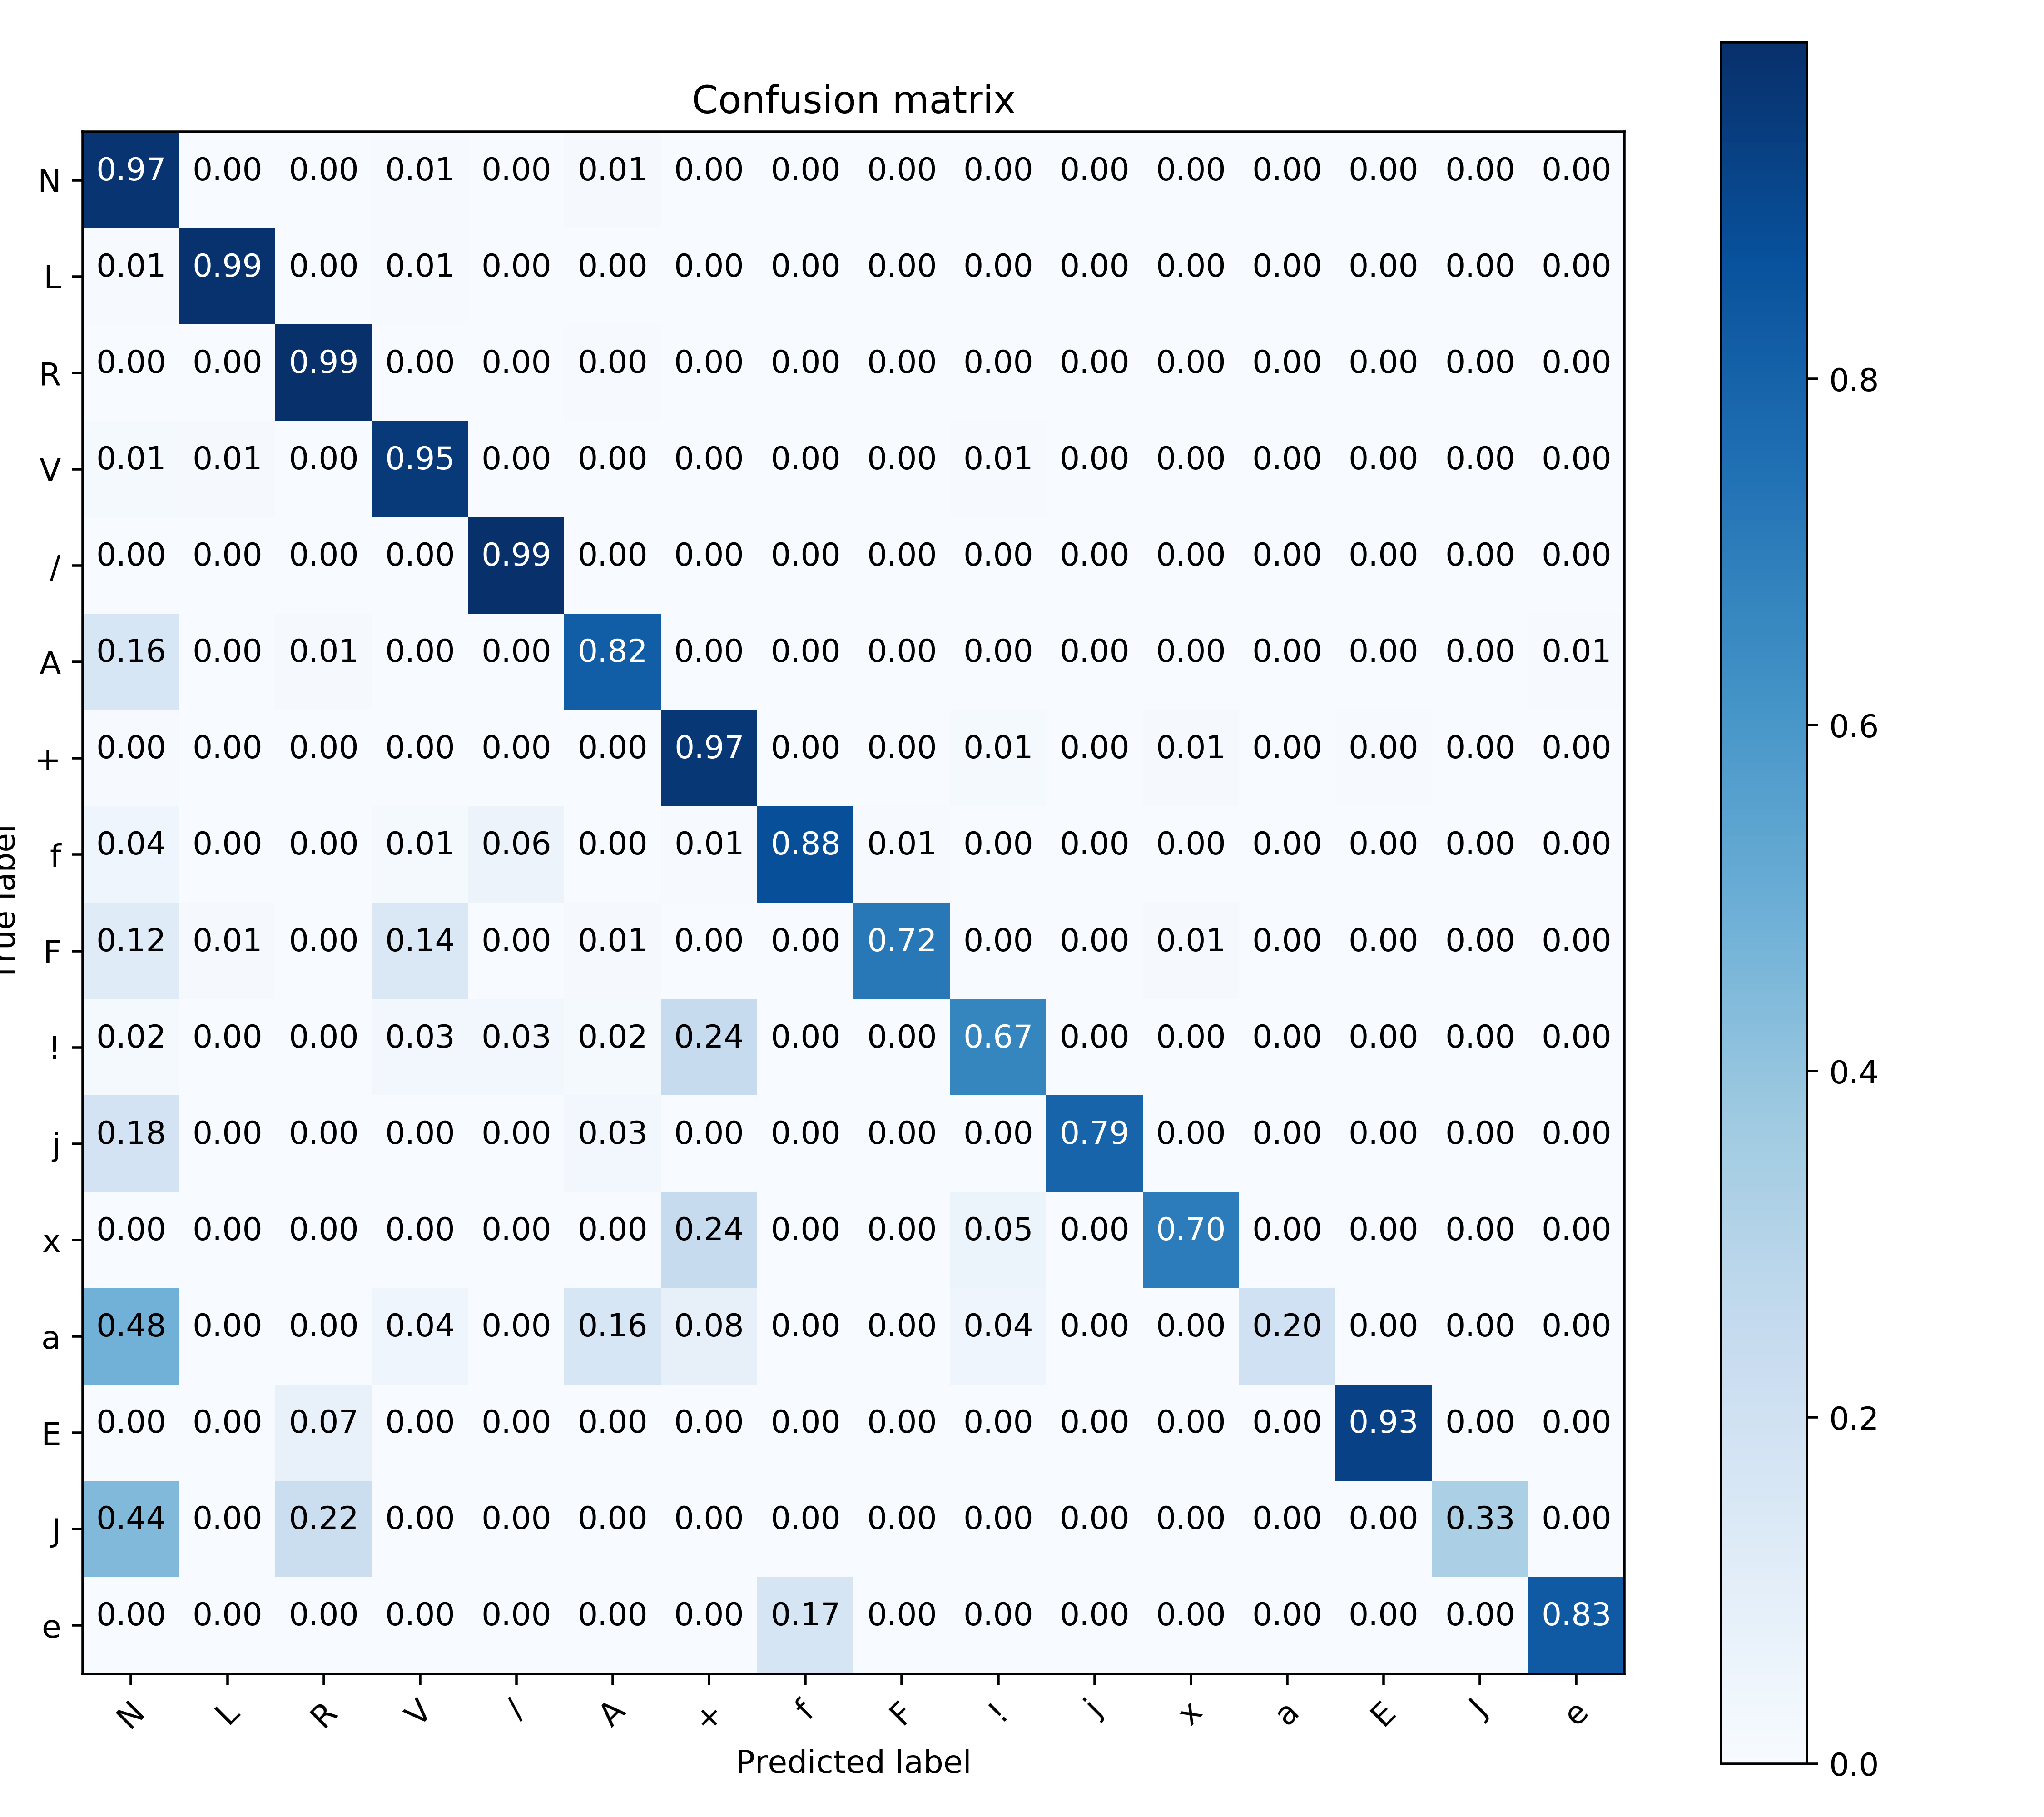 Confusion matrix
N 0.97 0.00 0.00 0.01 0.00 0.01 0.00 0.00 0.00 0.00 0.00 0.00 0.00 0.00 0.00 0.00
L 0.01 0.99 0.00 0.01 0.00 0.00 0.00 0.00 0.00 0.00 0.00 0.00 0.00 0.00 0.00 0.00
R 0.00 0.00 0.99 0.00 0.00 0.00 0.00 0.00 0.00 0.00 0.00 0.00 0.00 0.00 0.00 0.00
V 0.01 0.01 0.00 0.95 0.00 0.00 0.00 0.00 0.00 0.01 0.00 0.00 0.00 0.00 0.00 0.00
/ 0.00 0.00 0.00 0.00 0.99 0.00 0.00 0.00 0.00 0.00 0.00 0.00 0.00 0.00 0.00 0.00
A 0.16 0.00 0.01 0.00 0.00 0.82 0.00 0.00 0.00 0.00 0.00 0.00 0.00 0.00 0.00 0.01
+ 0.00 0.00 0.00 0.00 0.00 0.00 0.97 0.00 0.00 0.01 0.00 0.01 0.00 0.00 0.00 0.00
f 0.04 0.00 0.00 0.01 0.06 0.00 0.01 0.88 0.01 0.00 0.00 0.00 0.00 0.00 0.00 0.00
F 0.12 0.01 0.00 0.14 0.00 0.01 0.00 0.00 0.72 0.00 0.00 0.01 0.00 0.00 0.00 0.00
! 0.02 0.00 0.00 0.03 0.03 0.02 0.24 0.00 0.00 0.67 0.00 0.00 0.00 0.00 0.00 0.00
j 0.18 0.00 0.00 0.00 0.00 0.03 0.00 0.00 0.00 0.00 0.79 0.00 0.00 0.00 0.00 0.00
x 0.00 0.00 0.00 0.00 0.00 0.00 0.24 0.00 0.00 0.05 0.00 0.70 0.00 0.00 0.00 0.00
a 0.48 0.00 0.00 0.04 0.00 0.16 0.08 0.00 0.00 0.04 0.00 0.00 0.20 0.00 0.00 0.00
E 0.00 0.00 0.07 0.00 0.00 0.00 0.00 0.00 0.00 0.00 0.00 0.00 0.00 0.93 0.00 0.00
J 0.44 0.00 0.22 0.00 0.00 0.00 0.00 0.00 0.00 0.00 0.00 0.00 0.00 0.00 0.33 0.00
e 0.00 0.00 0.00 0.00 0.00 0.00 0.00 0.17 0.00 0.00 0.00 0.00 0.00 0.00 0.00 0.83
N L R V / A + f F ! j x a E J e
Predicted label
True label
0.8
0.6
0.4
0.2
0.0